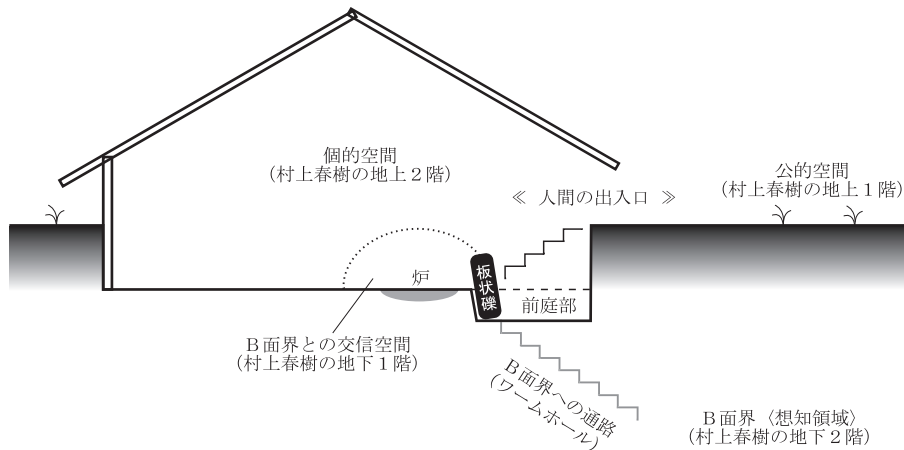 個的空間
（村上春樹の地上２階）
公的空間
（村上春樹の地上１階）
≪ 人間の出入口 ≫
炉
板状礫
前庭部
Ｂ面界との交信空間
（村上春樹の地下１階）
Ｂ面界への通路
（ワームホール）
Ｂ面界〈想知領域〉
（村上春樹の地下２階）